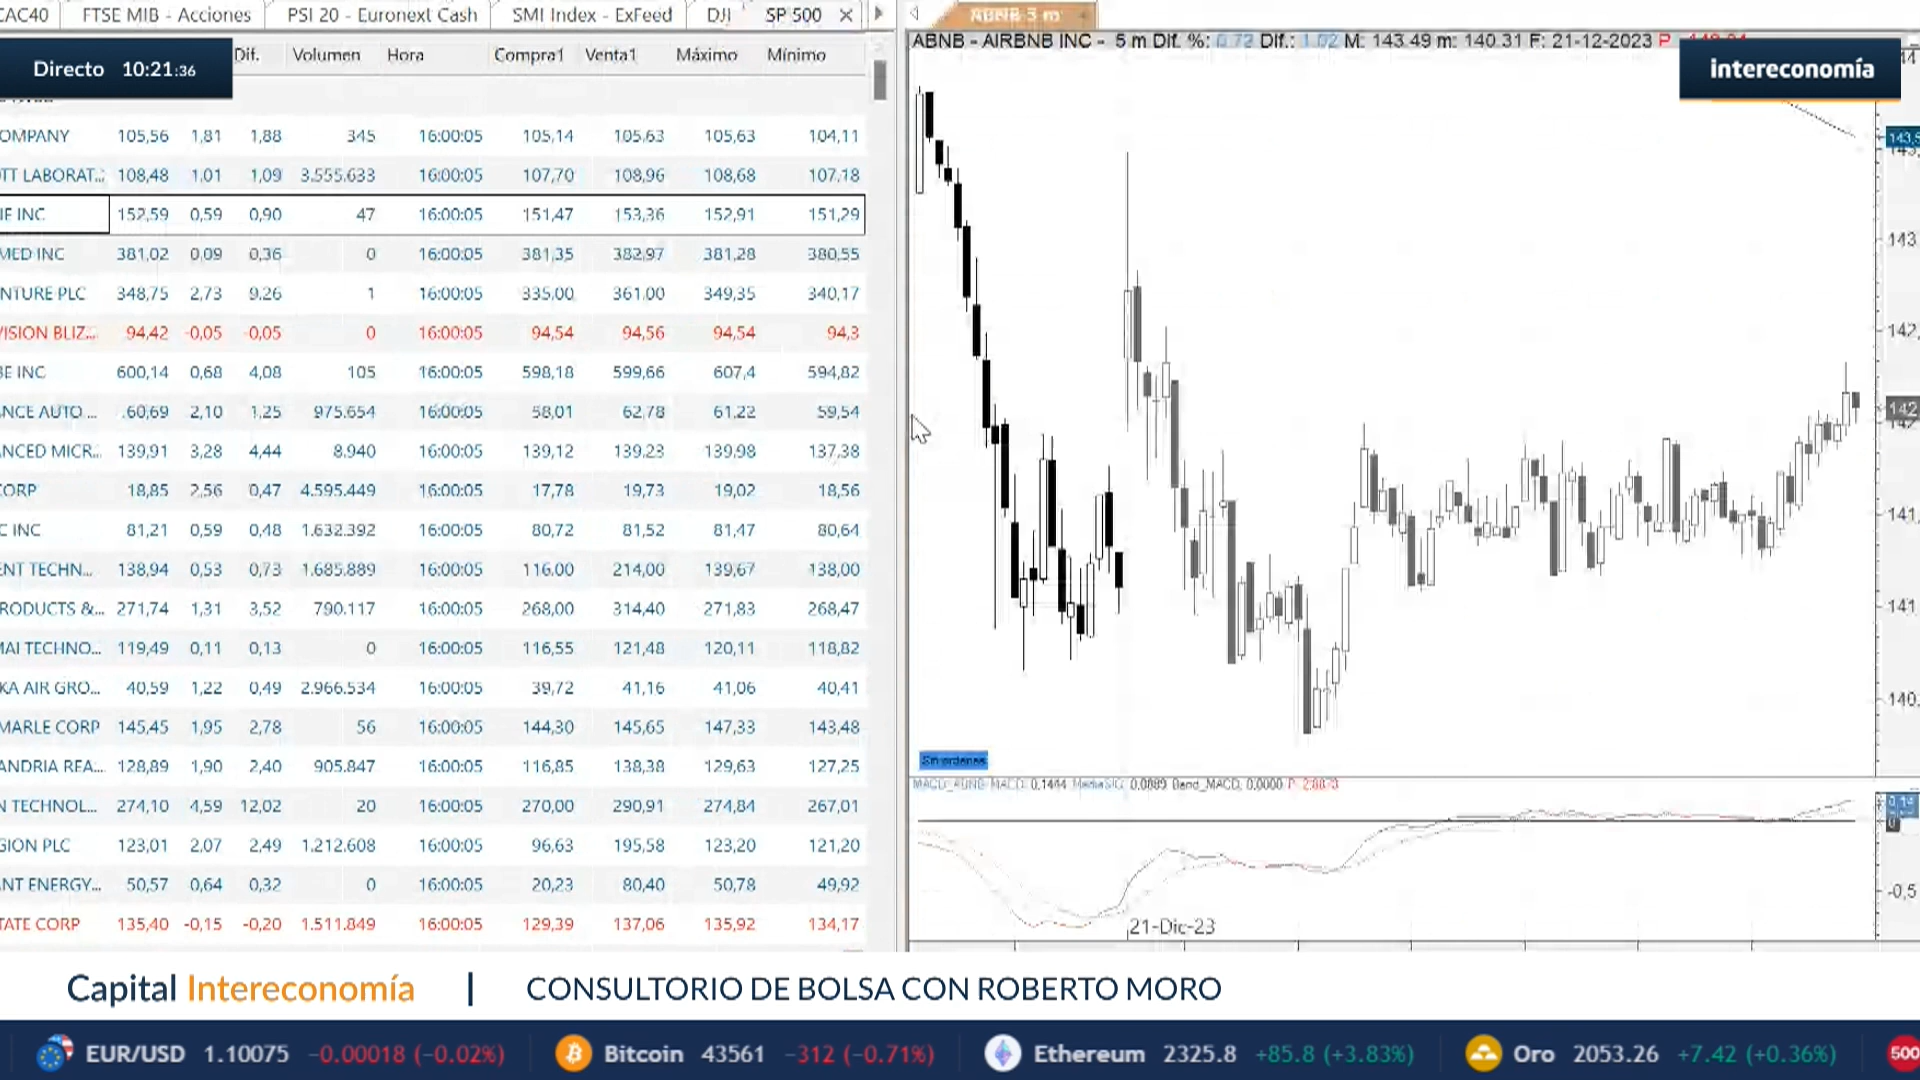 CAC40 FTSE MIB - Acciones PSI 20 - Euronext Cash SMI Index - ExFeed DJI SP 500
Directo 10:21:36
Dif. Volumen Hora Compra1 Venta1 Máximo Mínimo
OMPANY 105,56 1,81 1,88 345 16:00:05 105,14 105,63 105,63 104,11
TT LABORAT... 108,48 1,01 1,09 3.555.633 16:00:05 107,70 108,96 108,68 107,18
IE INC 152,59 0,59 0,90 47 16:00:05 151,47 153,36 152,91 151,29
MED INC 381,02 0,09 0,36 0 16:00:05 381,35 382,97 381,28 380,55
NTURE PLC 348,75 2,73 9,26 1 16:00:05 335,00 361,00 349,35 340,17
VISION BLIZ... 94,42 -0,05 -0,05 0 16:00:05 94,54 94,56 94,54 94,3
BE INC 600,14 0,68 4,08 105 16:00:05 598,18 599,66 607,4 594,82
NCE AUTO ... 60,69 2,10 1,25 975.654 16:00:05 58,01 62,78 61,22 59,54
NCED MICR... 139,91 3,28 4,44 8.940 16:00:05 139,12 139,23 139,98 137,38
CORP 18,85 2,56 0,47 4.595.449 16:00:05 17,78 19,73 19,02 18,56
C INC 81,21 0,59 0,48 1.632.392 16:00:05 80,72 81,52 81,47 80,64
ENT TECHN... 138,94 0,53 0,73 1.685.889 16:00:05 116,00 214,00 139,67 138,00
RODUCTS &... 271,74 1,31 3,52 790.117 16:00:05 268,00 314,40 271,83 268,47
MAI TECHNO... 119,49 0,11 0,13 0 16:00:05 116,55 121,48 120,11 118,82
KA AIR GRO... 40,59 1,22 0,49 2.966.534 16:00:05 39,72 41,16 41,06 40,41
MARLE CORP 145,45 1,95 2,78 56 16:00:05 144,30 145,65 147,33 143,48
ANDRIA REA... 128,89 1,90 2,40 905.847 16:00:05 116,85 138,38 129,63 127,25
N TECHNOL... 274,10 4,59 12,02 20 16:00:05 270,00 290,91 274,84 267,01
GION PLC 123,01 2,07 2,49 1.212.608 16:00:05 96,63 195,58 123,20 121,20
NT ENERGY... 50,57 0,64 0,32 0 16:00:05 20,23 80,40 50,78 49,92
TATE CORP 135,40 -0,15 -0,20 1.511.849 16:00:05 129,39 137,06 135,92 134,17
ABNB 5 m
ABNB - AIRBNB INC - 5 m Dif. %: 0.72 Dif.: 1.02 M: 143.49 m: 140.31 F: 21-12-2023 P
intereconomía
143,5
143,
142,
142
141,
141
140,
Sin ordenes
MACD_ABNB MACD: 0,1444 MediaSIG: 0,0889 Band_MACD: 0,0000
0,14
0
-0,5
21-Dic-23
Capital Intereconomía | CONSULTORIO DE BOLSA CON ROBERTO MORO
EUR/USD 1.10075 -0.00018 (-0.02%) Bitcoin 43561 -312 (-0.71%) Ethereum 2325.8 +85.8 (+3.83%) Oro 2053.26 +7.42 (+0.36%) 500